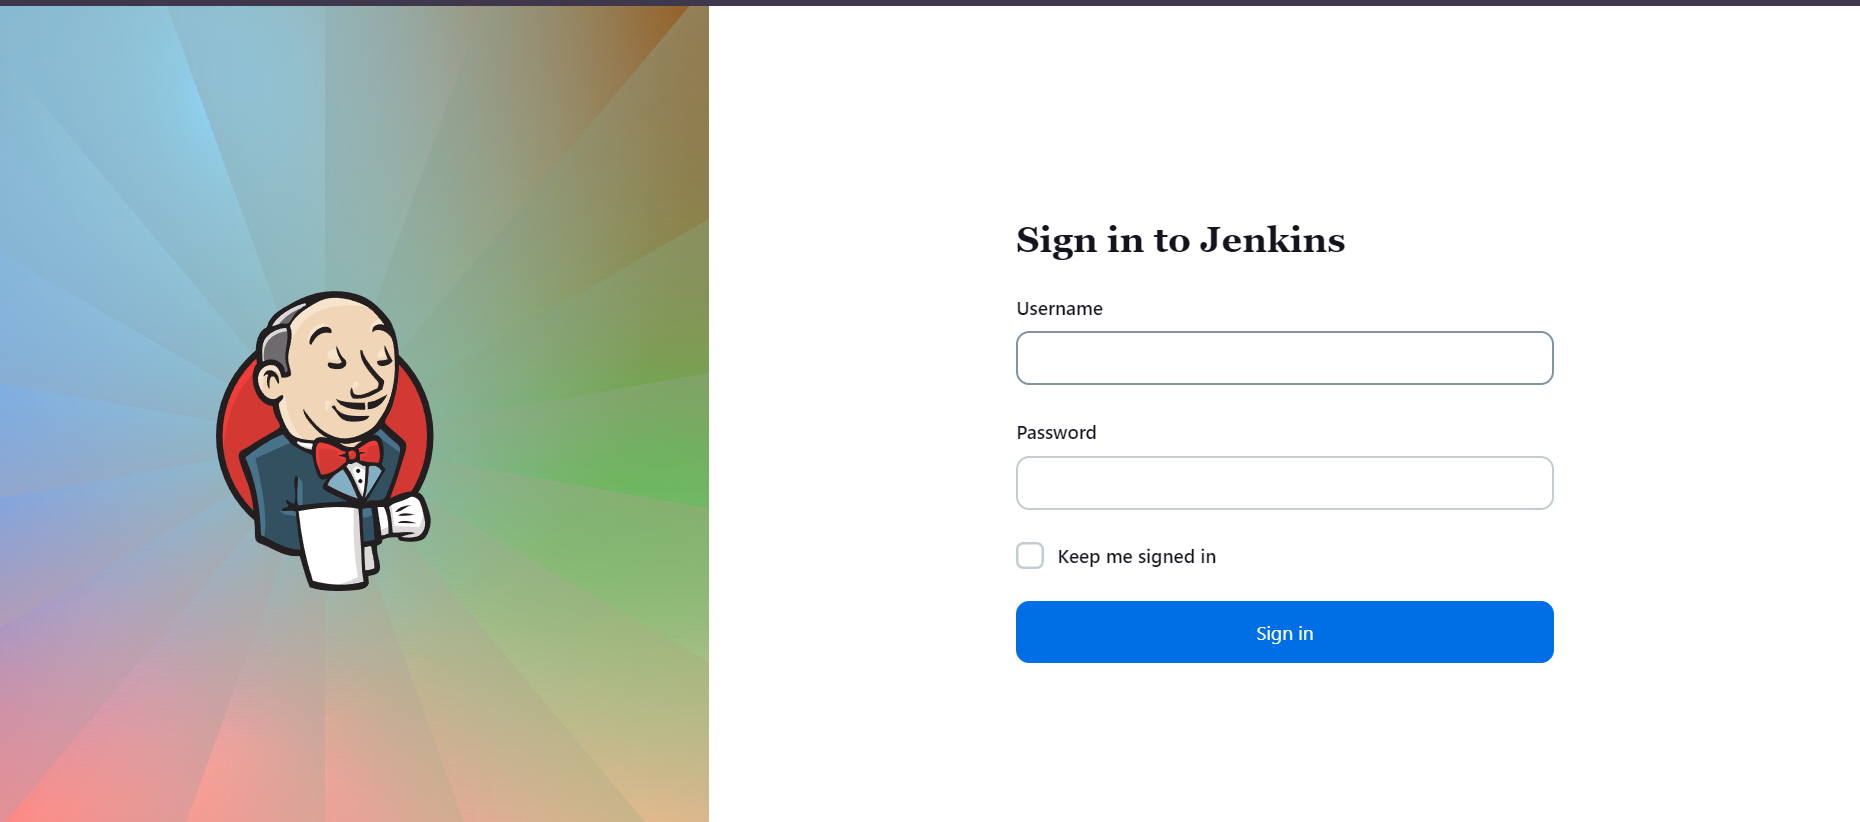 Sign in to Jenkins
Username
Password
Keep me signed in
Sign in